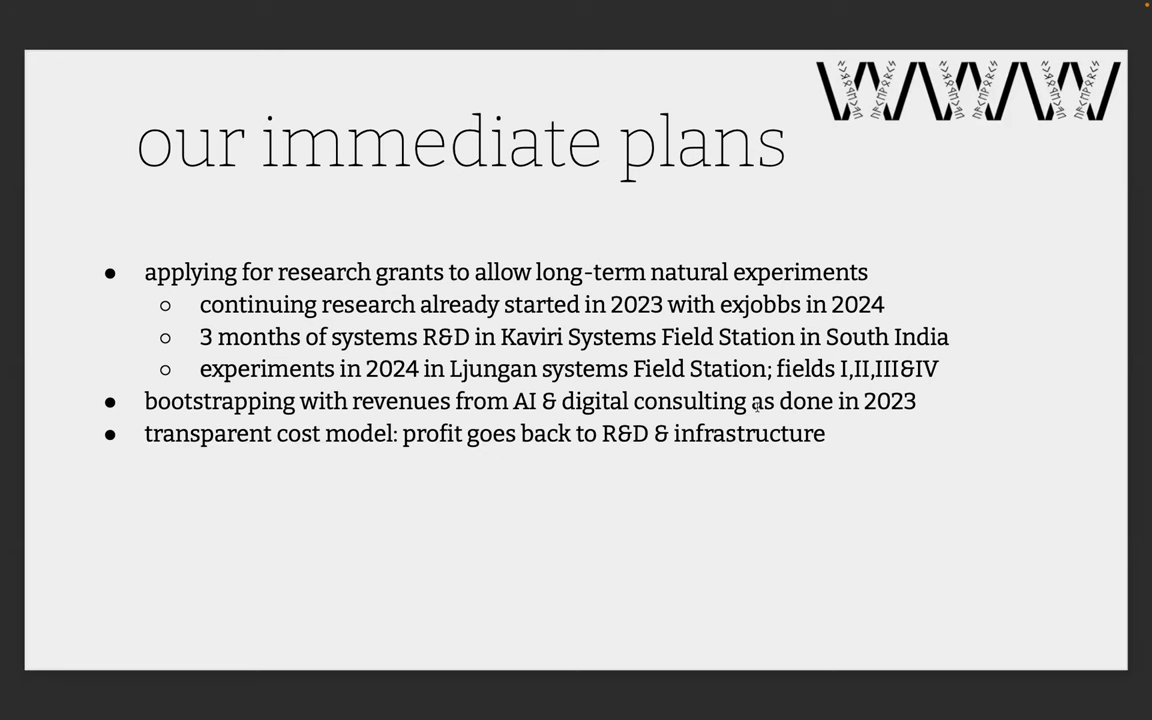 WWW
our immediate plans
● applying for research grants to allow long-term natural experiments
○ continuing research already started in 2023 with exjobbs in 2024
○ 3 months of systems R&D in Kaviri Systems Field Station in South India
○ experiments in 2024 in Ljungan systems Field Station; fields I,II,III&IV
● bootstrapping with revenues from AI & digital consulting as done in 2023
● transparent cost model: profit goes back to R&D & infrastructure